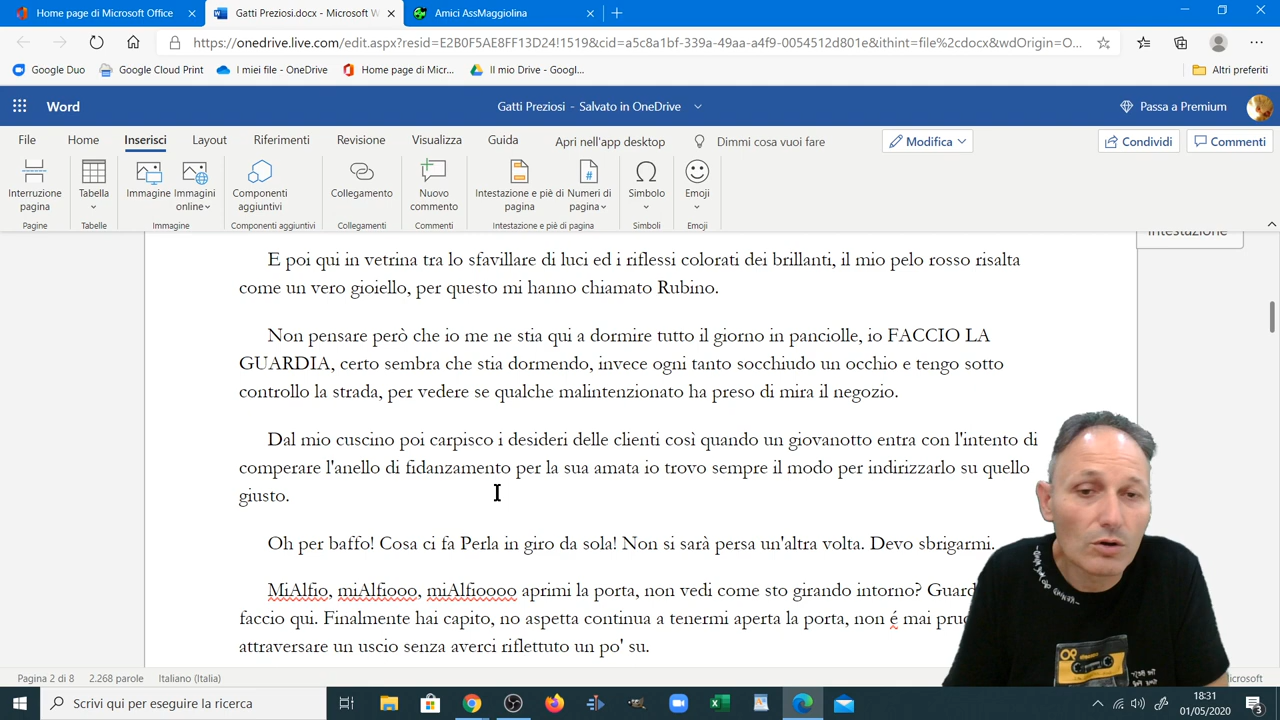 Home page di Microsoft Office
Gatti Preziosi.docx - Microsoft W
Amici AssMaggiolina
https://onedrive.live.com/edit.aspx?resid=E2B0F5AE8FF13D24!1519&cid=a5c8a1bf-339a-49aa-a4f9-0054512d801e&ithint=file%2cdocx&wdOrigin=O...
Google Duo
Google Cloud Print
I miei file - OneDrive
Home page di Micr...
Il mio Drive - Googl...
Altri preferiti
Word
Gatti Preziosi - Salvato in OneDrive
Passa a Premium
File
Home
Inserisci
Layout
Riferimenti
Revisione
Visualizza
Guida
Apri nell'app desktop
Dimmi cosa vuoi fare
Modifica
Condividi
Commenti
Interruzione pagina
Tabella
Immagine
Immagini online
Componenti aggiuntivi
Collegamento
Nuovo commento
Intestazione e piè di pagina
Numeri di pagina
Simbolo
Emoji
Pagine
Tabelle
Immagine
Componenti aggiuntivi
Collegamenti
Commenti
Intestazione e piè di pagina
Simboli
Emoji
Intestazione
E poi qui in vetrina tra lo sfavillare di luci ed i riflessi colorati dei brillanti, il mio pelo rosso risalta
come un vero gioiello, per questo mi hanno chiamato Rubino.
Non pensare però che io me ne stia qui a dormire tutto il giorno in panciolle, io FACCIO LA
GUARDIA, certo sembra che stia dormendo, invece ogni tanto socchiudo un occhio e tengo sotto
controllo la strada, per vedere se qualche malintenzionato ha preso di mira il negozio.
Dal mio cuscino poi carpisco i desideri delle clienti così quando un giovanotto entra con l'intento di
comperare l'anello di fidanzamento per la sua amata io trovo sempre il modo per indirizzarlo su quello
giusto.
Oh per baffo! Cosa ci fa Perla in giro da sola! Non si sarà persa un'altra volta. Devo sbrigarmi.
MiAlfio, miAlfiooo, miAlfioooo aprimi la porta, non vedi come sto girando intorno? Guard
faccio qui. Finalmente hai capito, no aspetta continua a tenermi aperta la porta, non é mai pru
attraversare un uscio senza averci riflettuto un po' su.
Pagina 2 di 8
2.268 parole
Italiano (Italia)
icrosoft
Scrivi qui per eseguire la ricerca
18:31
01/05/2020
3